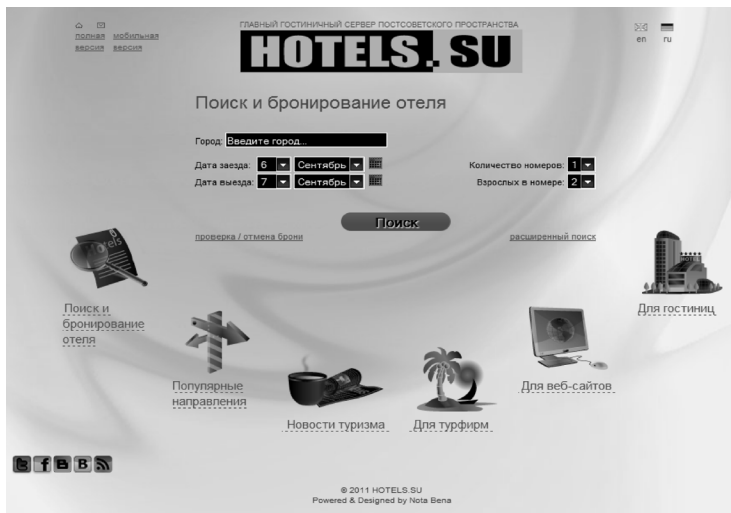 полная мобильная
версия версия
ГЛАВНЫЙ ГОСТИНИЧНЫЙ СЕРВЕР ПОСТСОВЕТСКОГО ПРОСТРАНСТВА
HOTELS.SU
en ru
Поиск и бронирование отеля
Город: Введите город...
Дата заезда: 6 Сентябрь Количество номеров: 1
Дата выезда: 7 Сентябрь Взрослых в номере: 2
Поиск
проверка / отмена брони расширенный поиск
Hotels
HOTEL
Поиск и
бронирование
отеля
Для гостиниц
Популярные
направления
Для веб-сайтов
Новости туризма
Для турфирм
© 2011 HOTELS.SU
Powered & Designed by Nota Bena